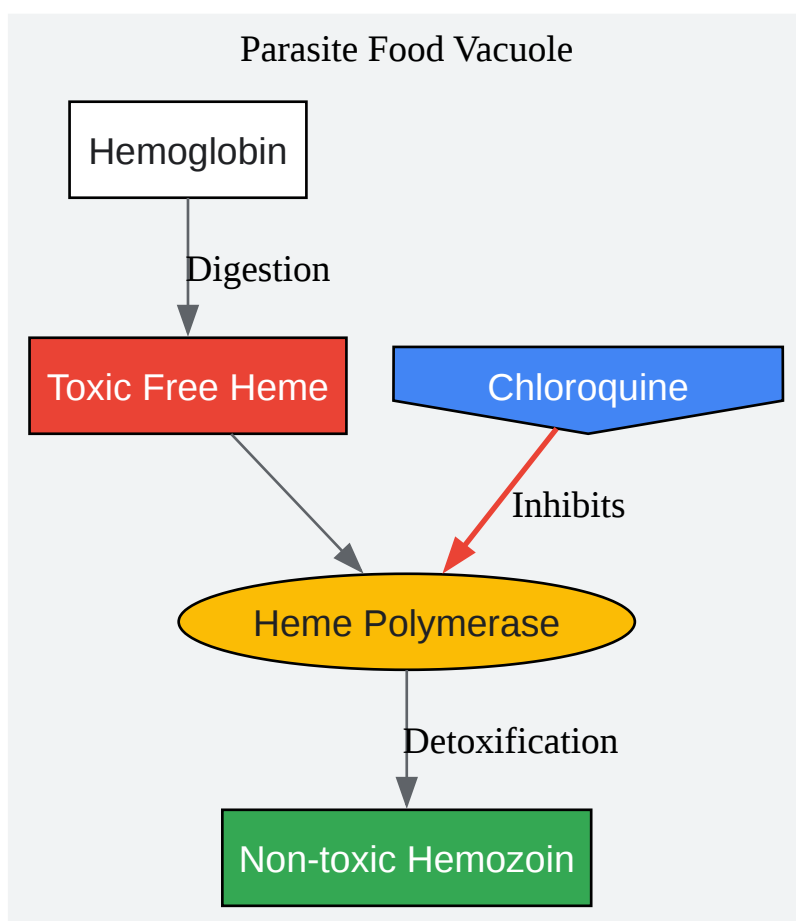 Parasite Food Vacuole
Hemoglobin
Digestion
Toxic Free Heme
Chloroquine
Inhibits
Heme Polymerase
Detoxification
Non-toxic Hemozoin